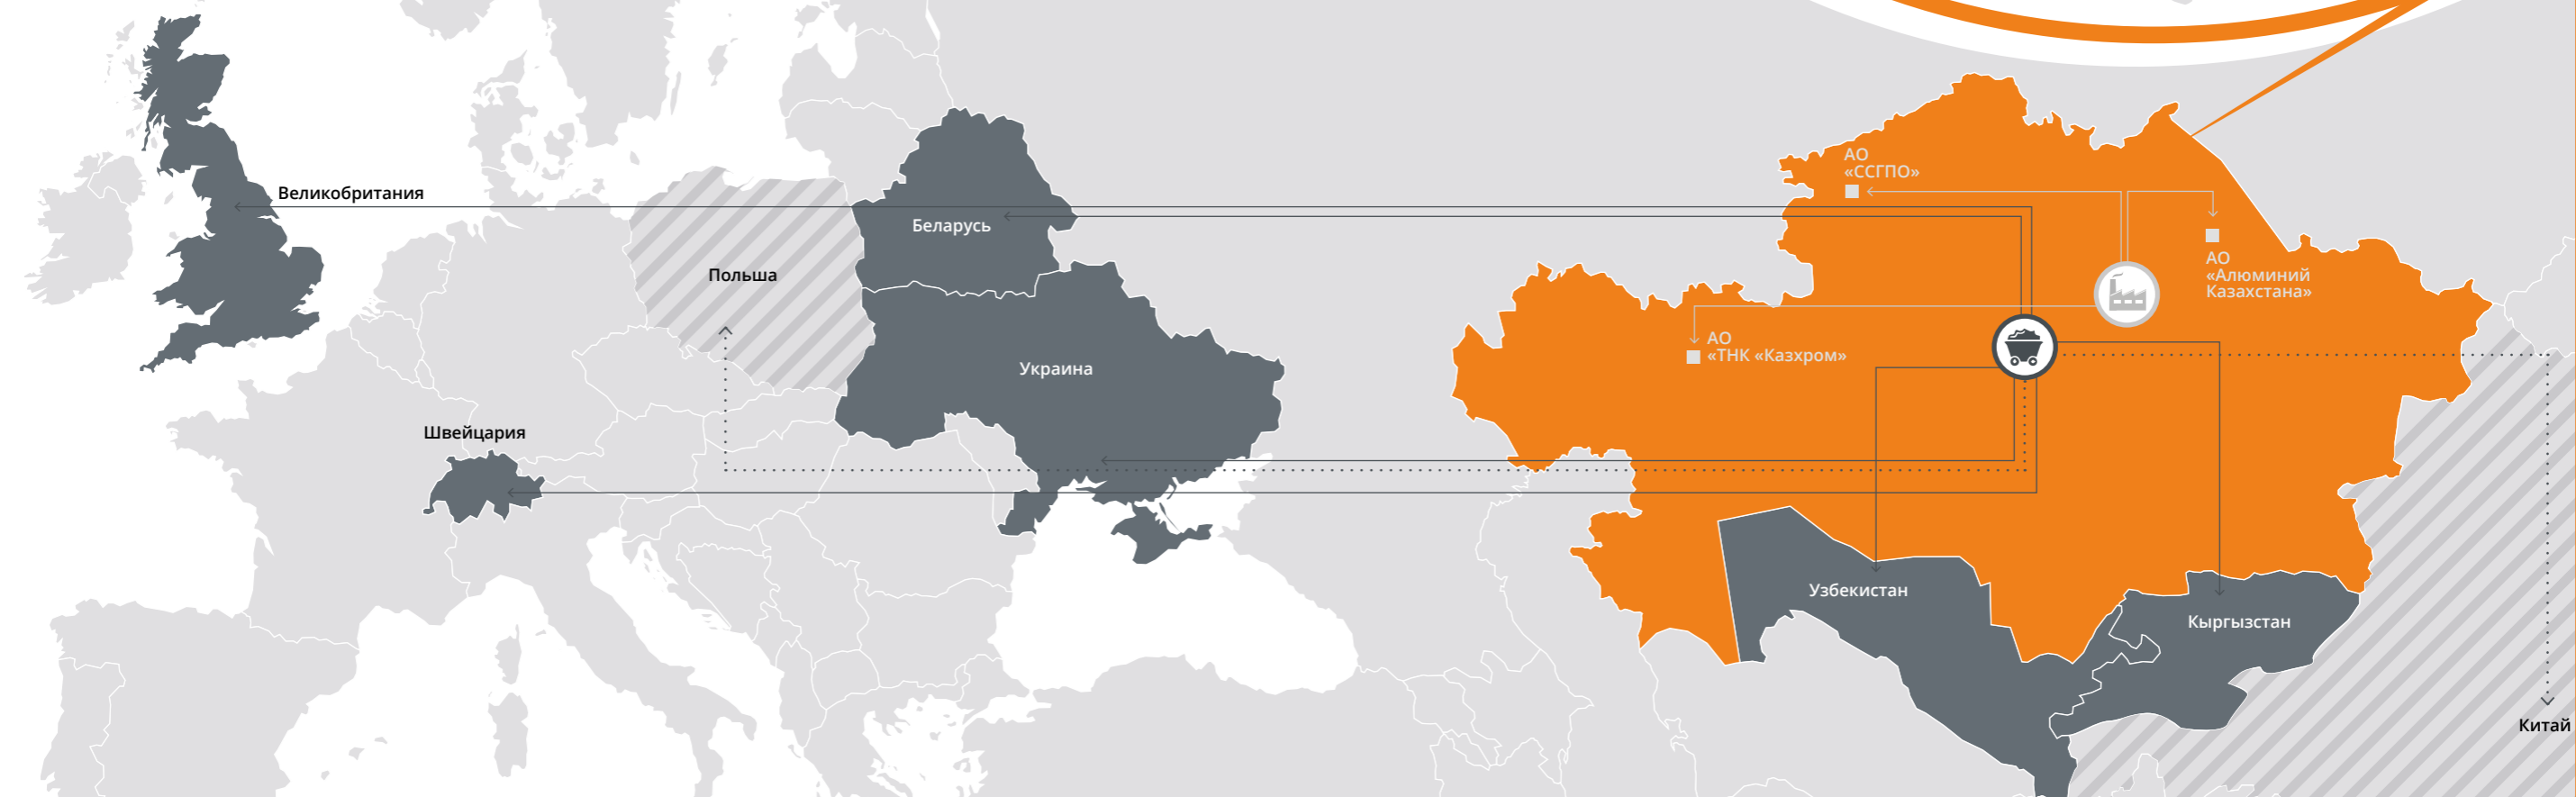 АО
«ССГПО»
Великобритания
Беларусь
АО
«Алюминий
Казахстана»
Польша
АО
«ТНК «Казхром»
Украина
Швейцария
Узбекистан
Кыргызстан
Китай